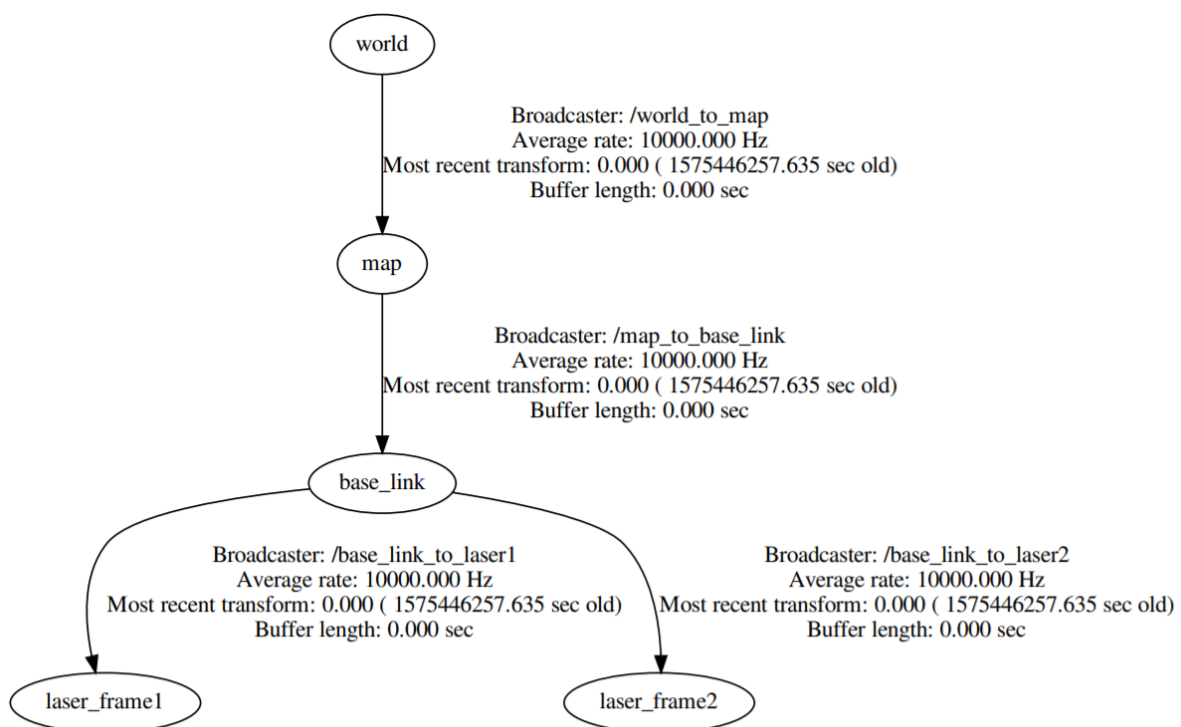 world
Broadcaster: /world_to_map
Average rate: 10000.000 Hz
Most recent transform: 0.000 ( 1575446257.635 sec old)
Buffer length: 0.000 sec
map
Broadcaster: /map_to_base_link
Average rate: 10000.000 Hz
Most recent transform: 0.000 ( 1575446257.635 sec old)
Buffer length: 0.000 sec
base_link
Broadcaster: /base_link_to_laser1
Average rate: 10000.000 Hz
Most recent transform: 0.000 ( 1575446257.635 sec old)
Buffer length: 0.000 sec
Broadcaster: /base_link_to_laser2
Average rate: 10000.000 Hz
Most recent transform: 0.000 ( 1575446257.635 sec old)
Buffer length: 0.000 sec
laser_frame1
laser_frame2